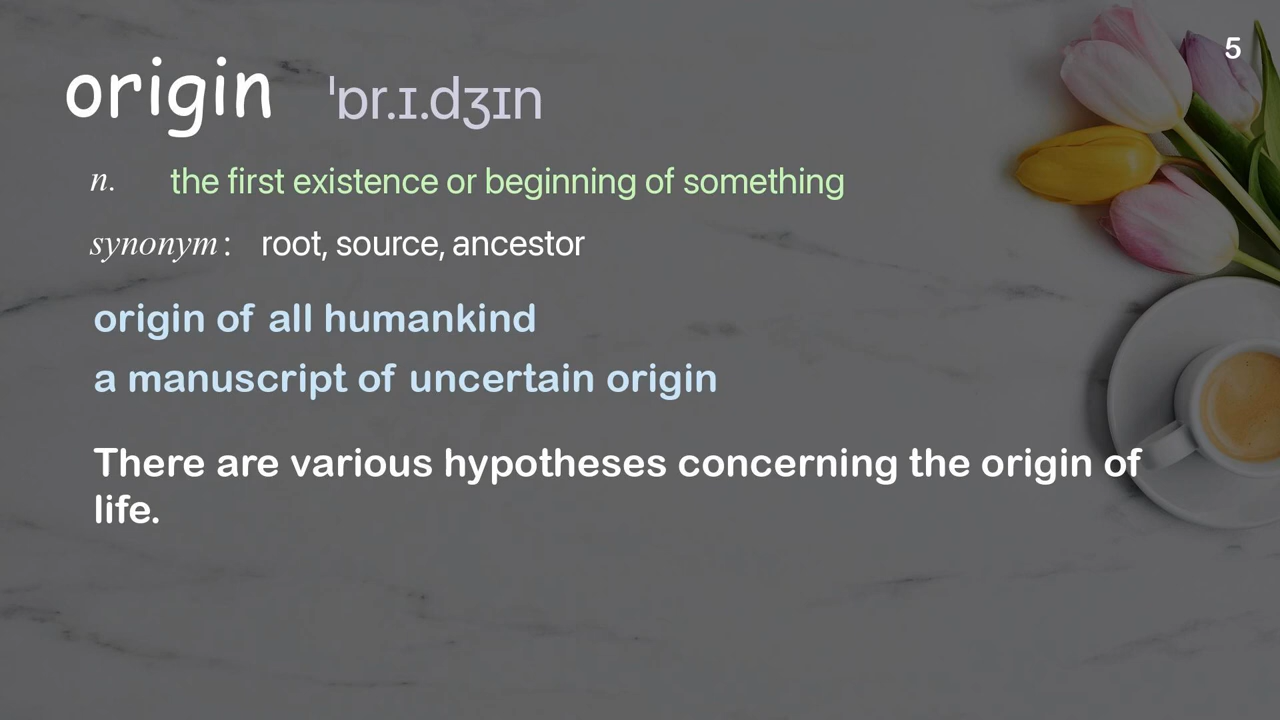 5
origin ˈɒr.ɪ.dʒɪn
n. the first existence or beginning of something
synonym: root, source, ancestor
origin of all humankind
a manuscript of uncertain origin
There are various hypotheses concerning the origin of
life.